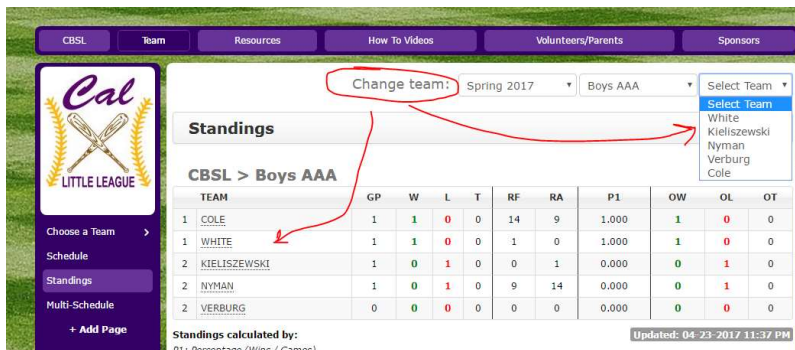 CBSL Team Resources How To Videos Volunteers/Parents Sponsors
Cal
LITTLE LEAGUE
Change team: Spring 2017 Boys AAA Select Team
Select Team
White
Kieliszewski
Nyman
Verburg
Cole
Standings
CBSL > Boys AAA
TEAM GP W L T RF RA P1 OW OL OT
1 COLE 1 1 0 0 14 9 1.000 1 0 0
1 WHITE 1 1 0 0 1 0 1.000 1 0 0
2 KIELISZEWSKI 1 0 1 0 0 1 0.000 0 1 0
2 NYMAN 1 0 1 0 9 14 0.000 0 1 0
2 VERBURG 0 0 0 0 0 0 0.000 0 0 0
Choose a Team >
Schedule
Standings
Multi-Schedule
+ Add Page
Standings calculated by:
Updated: 04-23-2017 11:37 PM
P1: Percentage (Wins / Games)